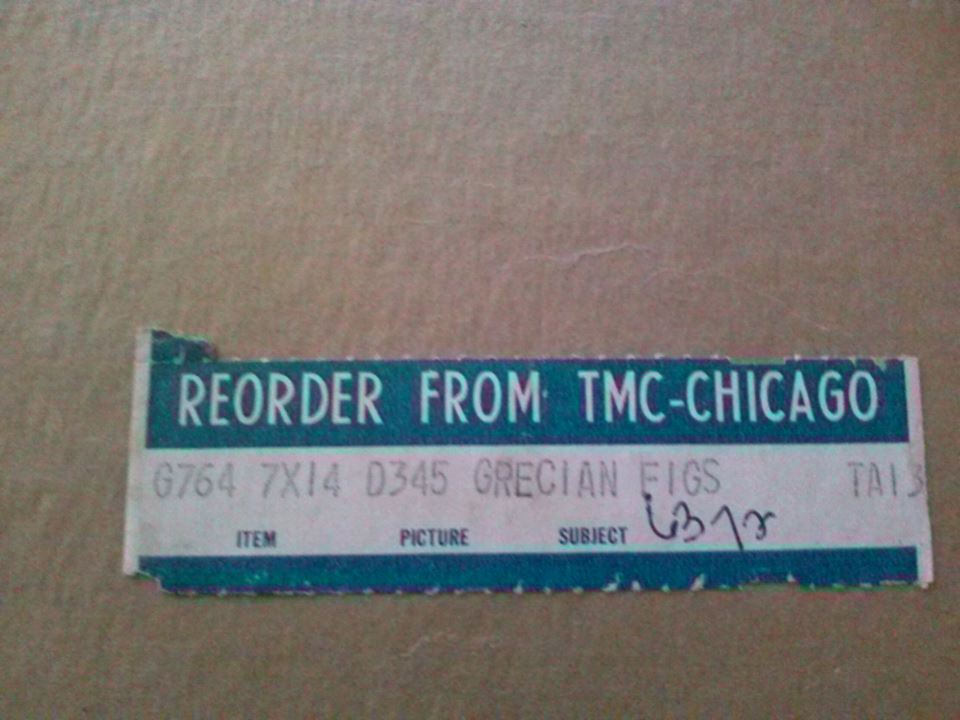 REORDER FROM TMC-CHICAGO
G764 7X14 D345 GRECIAN FIGS TA13
ITEM PICTURE SUBJECT